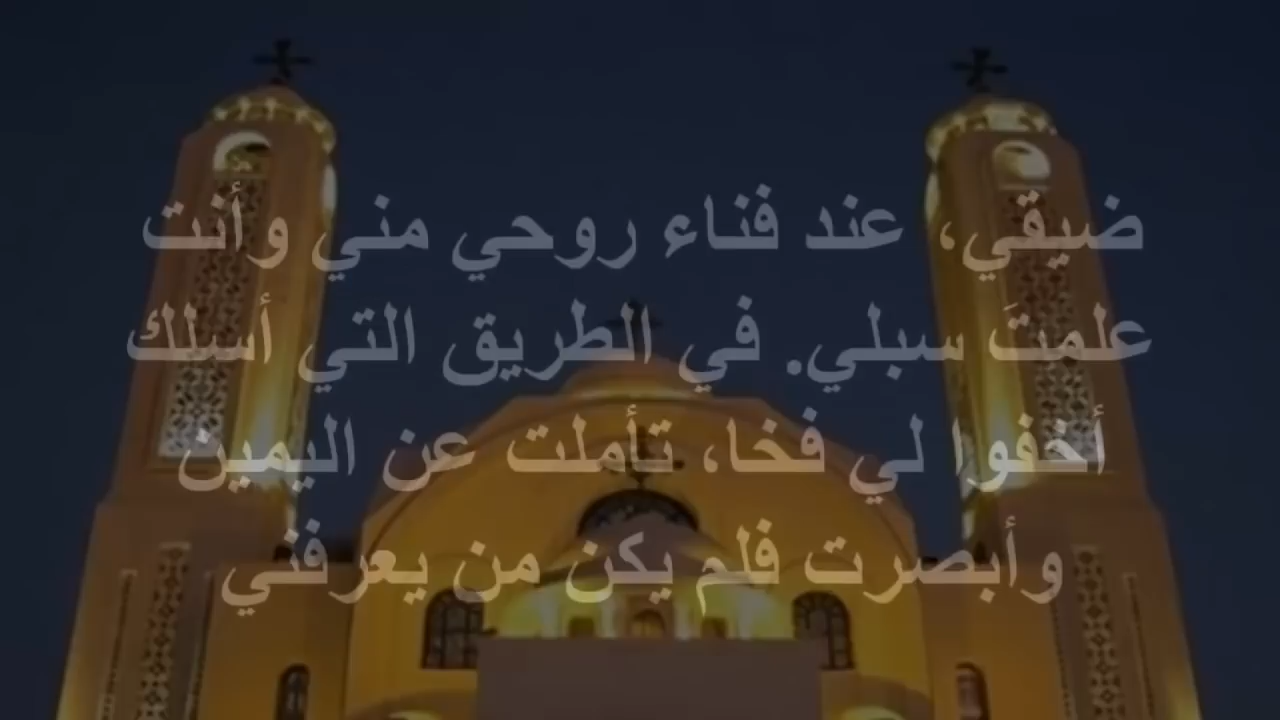 ضيقي، عند فناء روحي مني وأنت
علمتَ سبلي. في الطريق التي أسلك
أخفوا لي فخا، تأملت عن اليمين
وأبصرت فلم يكن من يعرفني